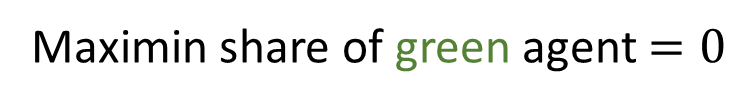 Maximin share of green agent = 0